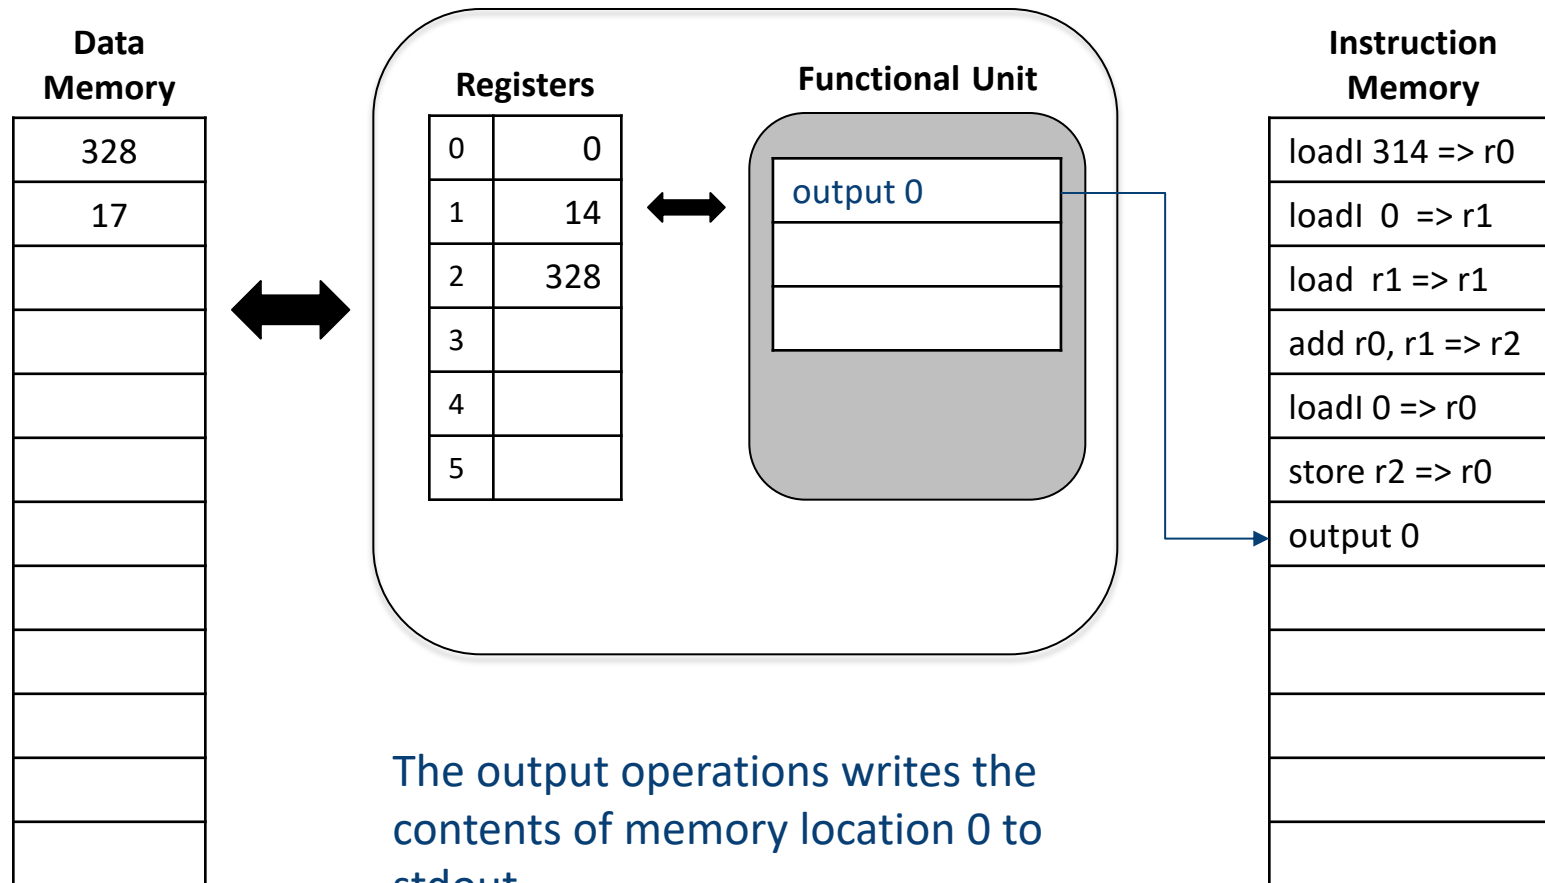 Data
Memory
328
17
Registers
0 0
1 14
2 328
3
4
5
Functional Unit
output 0
Instruction
Memory
loadI 314 => r0
loadI 0 => r1
load r1 => r1
add r0, r1 => r2
loadI 0 => r0
store r2 => r0
output 0
The output operations writes the
contents of memory location 0 to
stdout